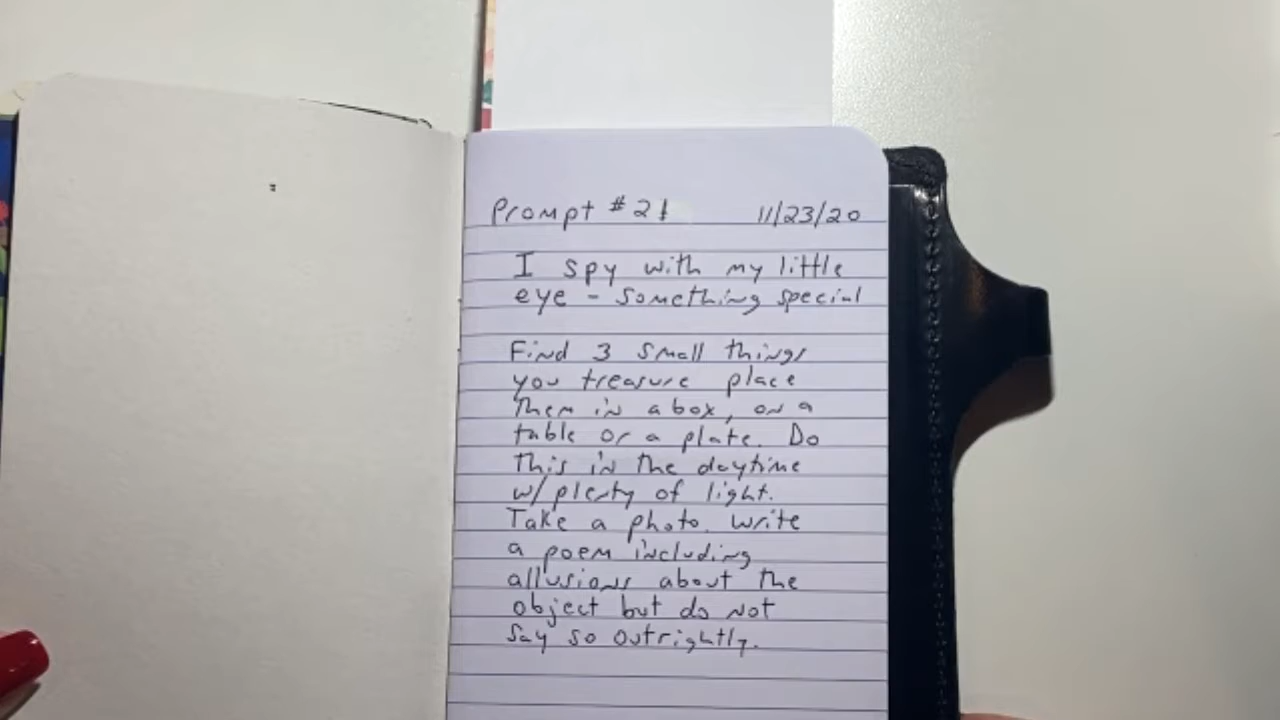 Prompt #21 11/23/20
I spy with my little
eye - something special
Find 3 small things
you treasure place
them in a box, on a
table or a plate. Do
this in the daytime
w/ plenty of light.
Take a photo. Write
a poem including
allusions about the
object but do not
say so outrightly.